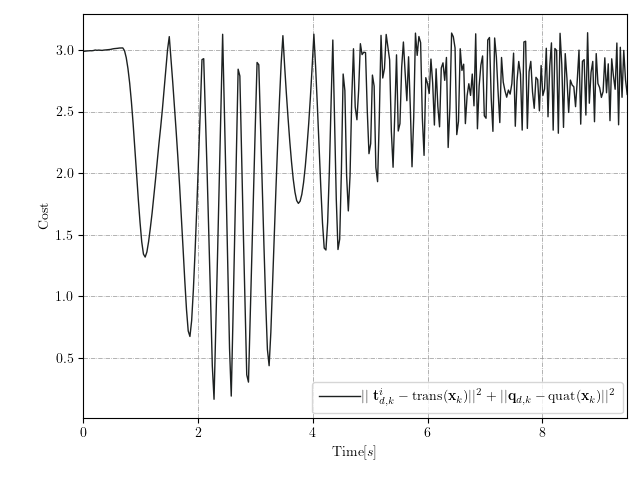 3.0
2.5
2.0
1.5
1.0
0.5
Cost
|| t^i_{d,k} − trans(x_k)||^2 + ||q_{d,k} − quat(x_k)||^2
0 2 4 6 8
Time[s]